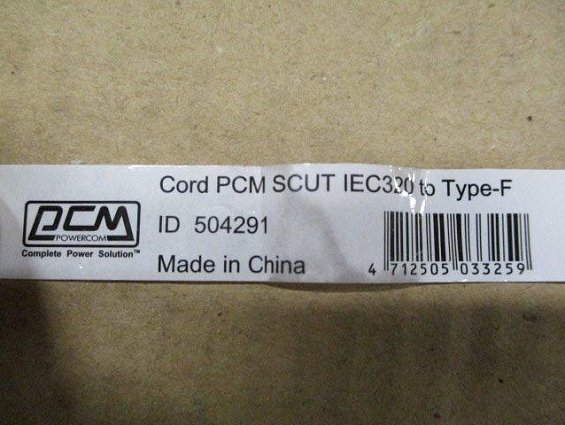 Cord PCM SCUT IEC320 to Type-F
PCM
POWERCOM
Complete Power Solution™
ID 504291
Made in China
4 712505 033259